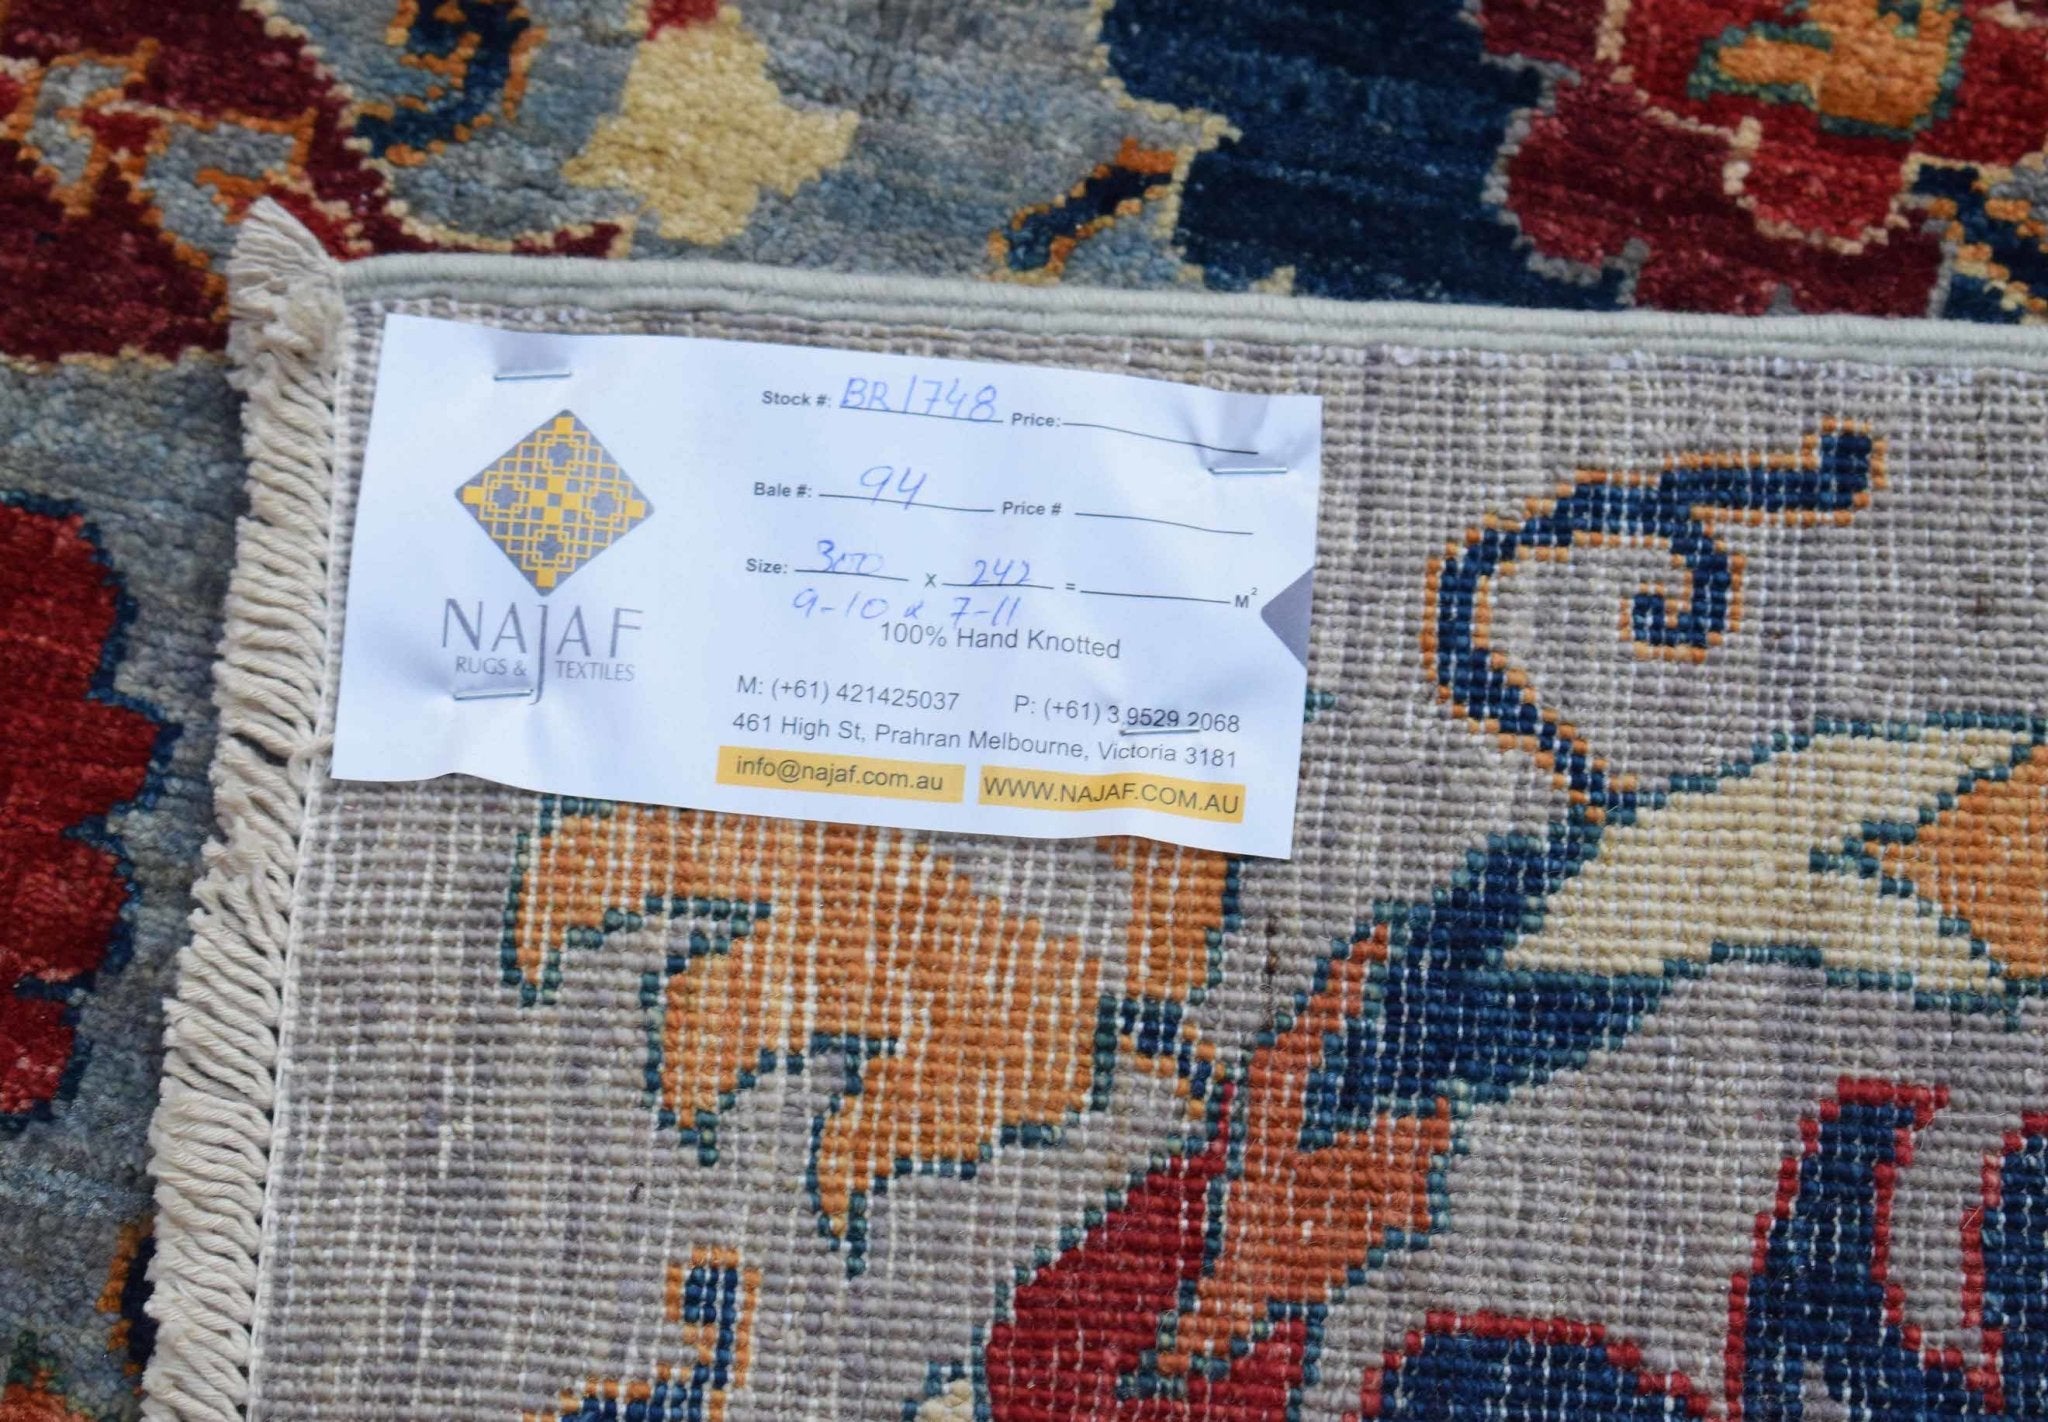 NAJAF
RUGS & TEXTILES
Stock #: BR1748 Price:
Bale #: 94 Price #
Size: 300 x 242 = M²
9-10 x 7-11
100% Hand Knotted
M: (+61) 421425037 P: (+61) 3 9529 2068
461 High St, Prahran Melbourne, Victoria 3181
info@najaf.com.au WWW.NAJAF.COM.AU